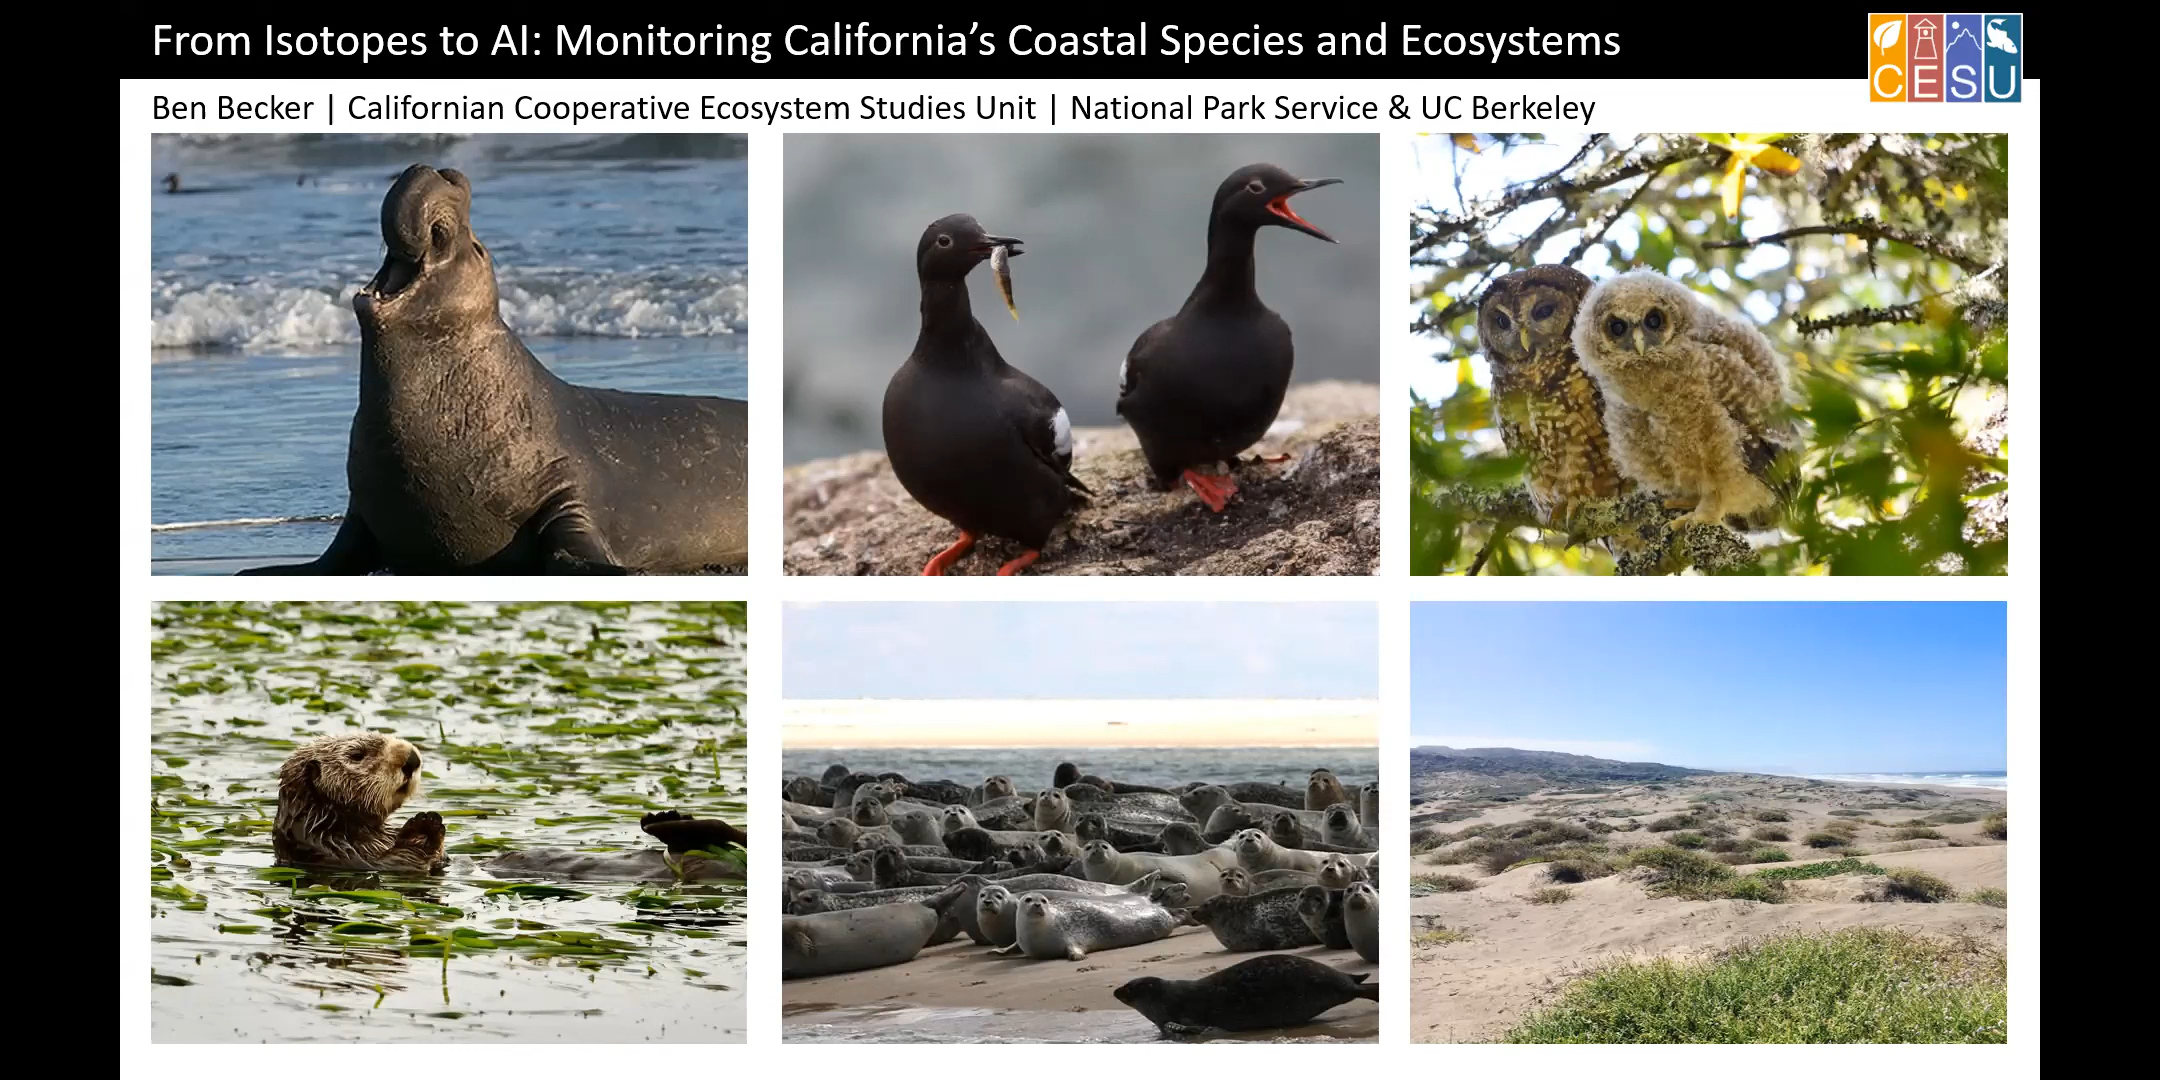 From Isotopes to AI: Monitoring California’s Coastal Species and Ecosystems
CESU
Ben Becker | Californian Cooperative Ecosystem Studies Unit | National Park Service & UC Berkeley